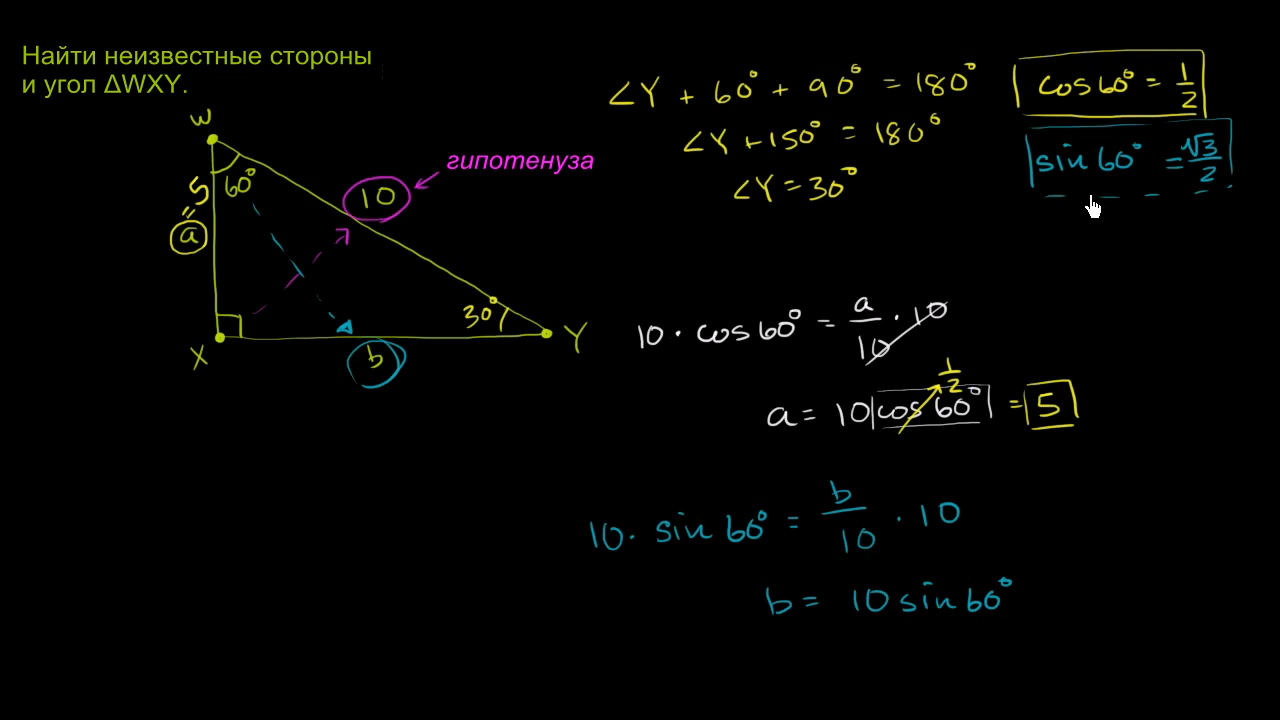 Найти неизвестные стороны
и угол ΔWXY.
W
60°
a = 5
10
гипотенуза
X
b
30°
Y
∠Y + 60° + 90° = 180°
∠Y + 150° = 180°
∠Y = 30°
cos 60° = 1/2
sin 60° = √3/2
10 · cos 60° = a/10 · 10
1/2
a = 10 cos 60° = 5
10 · sin 60° = b/10 · 10
b = 10 sin 60°